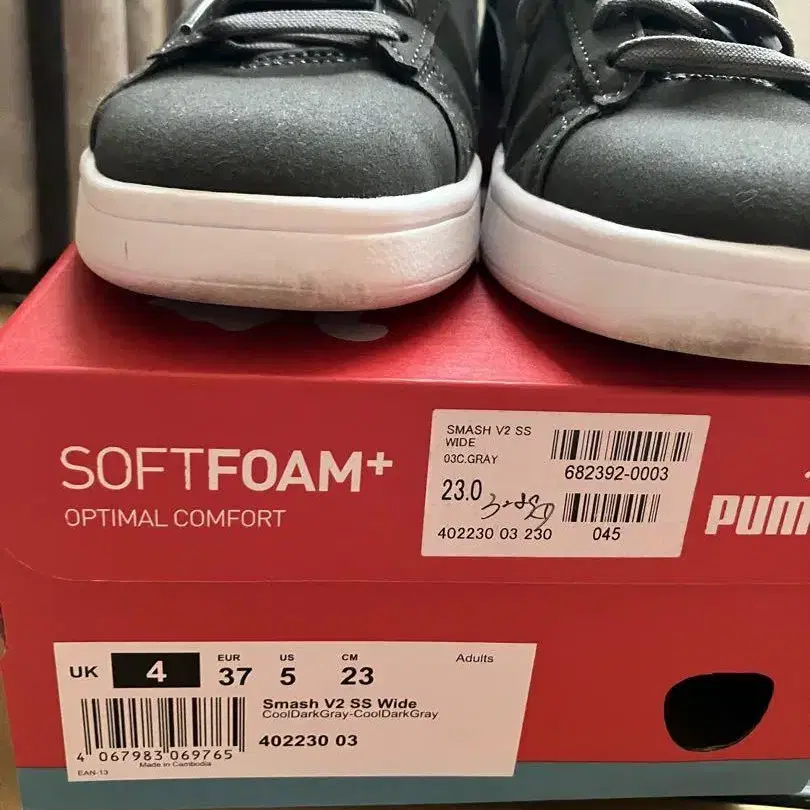 SOFTFOAM+
OPTIMAL COMFORT
SMASH V2 SS
WIDE
03C.GRAY
682392-0003
23.0
402230 03 230
045
PUM
UK 4
EUR 37
US 5
CM 23
Adults
Smash V2 SS Wide
CoolDarkGray-CoolDarkGray
402230 03
4 067983 069765
Made in Cambodia
EAN-13